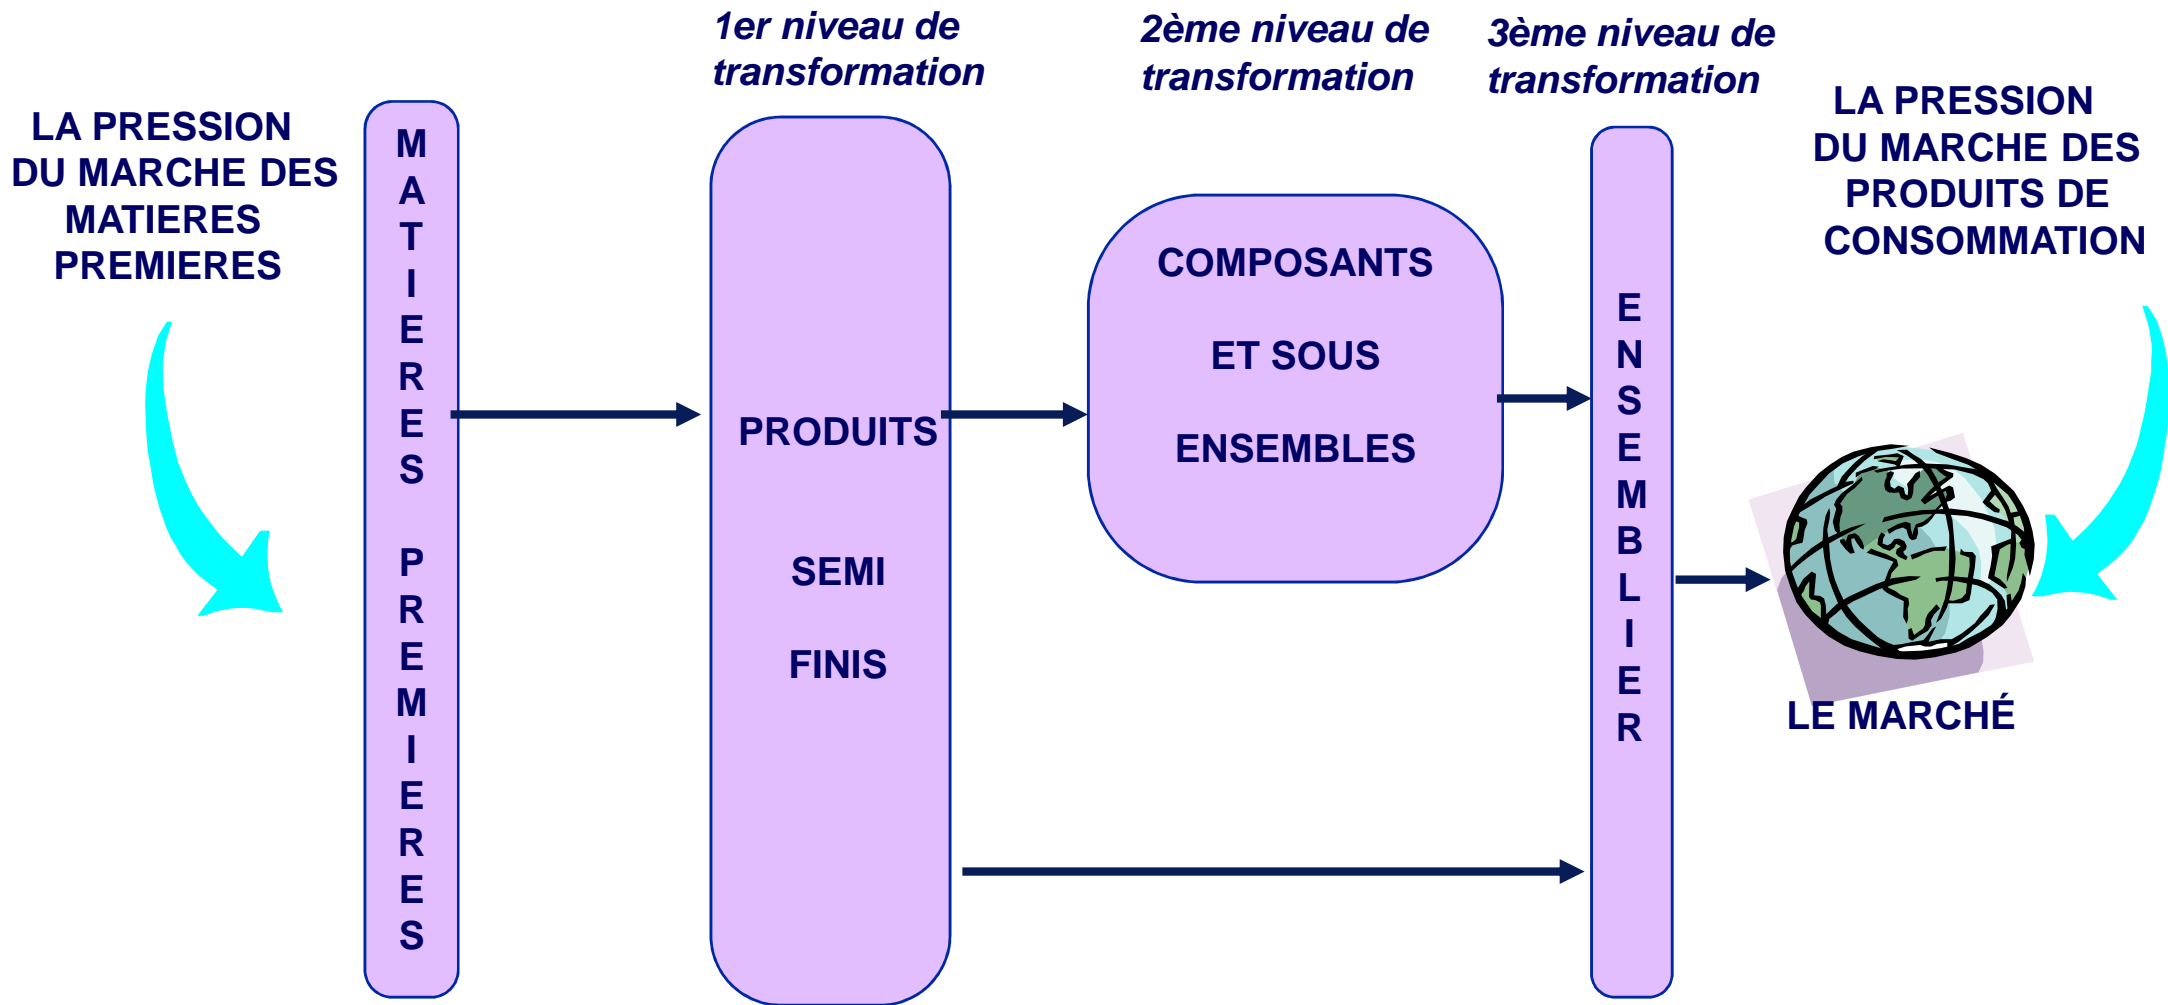 1er niveau de
transformation
2ème niveau de
transformation
3ème niveau de
transformation
LA PRESSION
DU MARCHE DES
MATIERES
PREMIERES
MATIERES PREMIERES
PRODUITS
SEMI
FINIS
COMPOSANTS
ET SOUS
ENSEMBLES
ENSEMBLIER
LA PRESSION
DU MARCHE DES
PRODUITS DE
CONSOMMATION
LE MARCHÉ